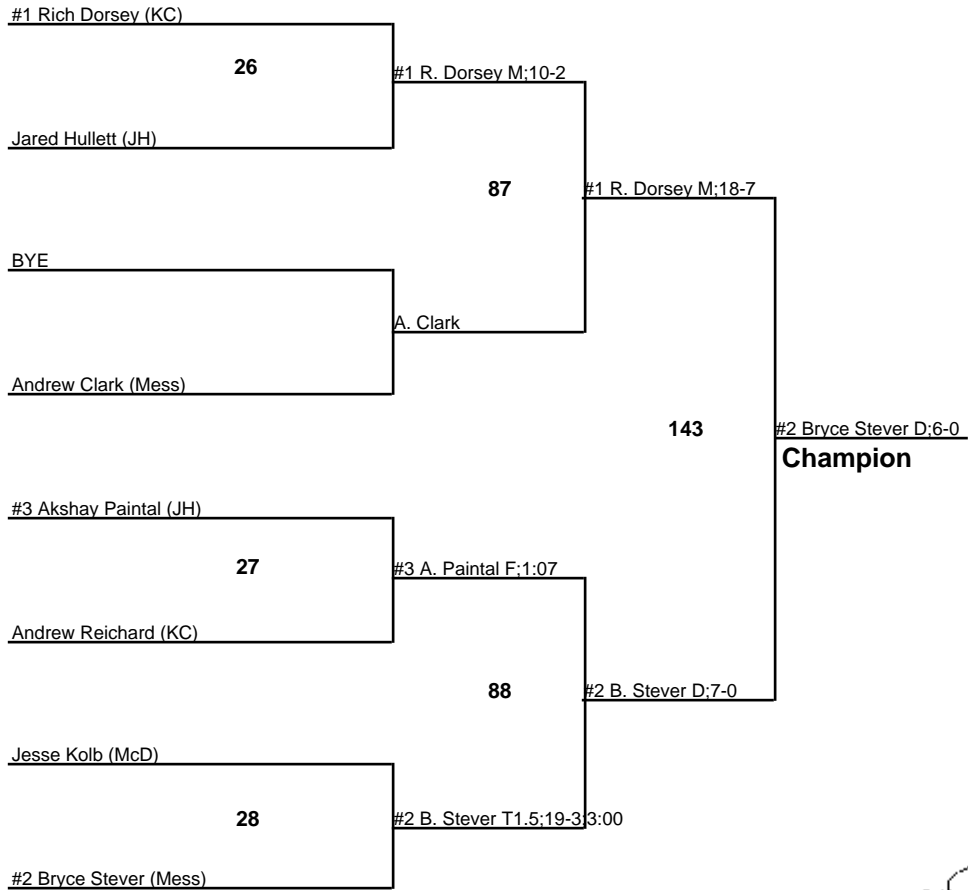 #1 Rich Dorsey (KC)
26
#1 R. Dorsey M;10-2
Jared Hullett (JH)
87
#1 R. Dorsey M;18-7
BYE
A. Clark
Andrew Clark (Mess)
143
#2 Bryce Stever D;6-0
Champion
#3 Akshay Paintal (JH)
27
#3 A. Paintal F;1:07
Andrew Reichard (KC)
88
#2 B. Stever D;7-0
Jesse Kolb (McD)
28
#2 B. Stever T1.5;19-3;3:00
#2 Bryce Stever (Mess)